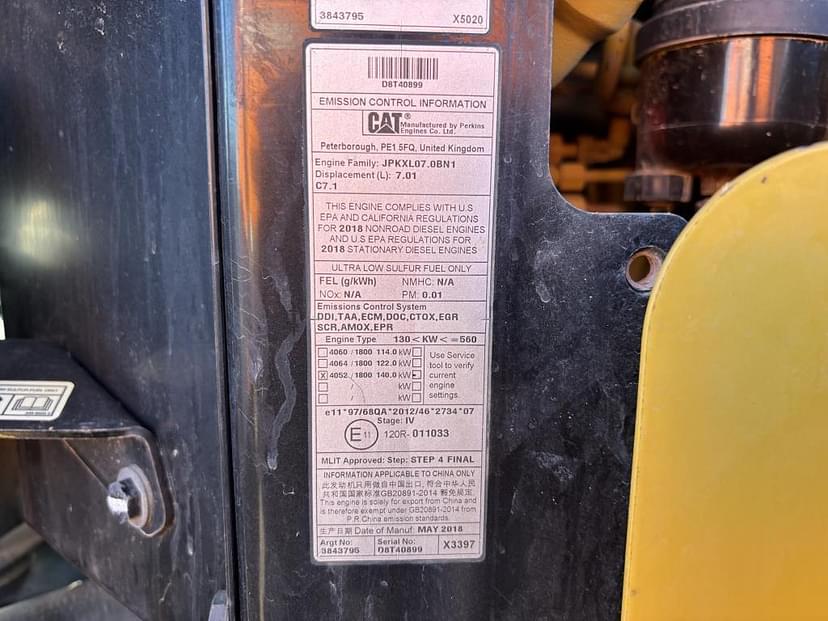 3843795 X5020
D8T40899
EMISSION CONTROL INFORMATION
CAT® Manufactured by Perkins
Engines Co. Ltd.
Peterborough, PE1 5FQ, United Kingdom
Engine Family: JPKXL07.0BN1
Displacement (L): 7.01
C7.1
THIS ENGINE COMPLIES WITH U.S
EPA AND CALIFORNIA REGULATIONS
FOR 2018 NONROAD DIESEL ENGINES
AND U.S EPA REGULATIONS FOR
2018 STATIONARY DIESEL ENGINES
ULTRA LOW SULFUR FUEL ONLY
FEL (g/kWh) NMHC: N/A
NOx: N/A PM: 0.01
Emissions Control System
DDI,TAA,ECM,DOC,CTOX,EGR
SCR,AMOX,EPR
Engine Type 130<KW<=560
4060 /1800 114.0 kW
4064 /1800 122.0 kW
X 4052 /1800 140.0 kW
/ kW
/ kW
Use Service
tool to verify
current
engine
settings.
e11*97/68QA*2012/46*2734*07
Stage: IV
E11 120R-011033
MLIT Approved: Step: STEP 4 FINAL
INFORMATION APPLICABLE TO CHINA ONLY
此发动机只用做自中国出口, 符合中华人民
共和国国家标准GB20891-2014 豁免规定.
This engine is solely for export from China and
is therefore exempt under GB20891-2014 from
P.R.China emission standards.
生产日期 Date of Manuf: MAY 2018
Argt No: Serial No:
3843795 D8T40899 X3397